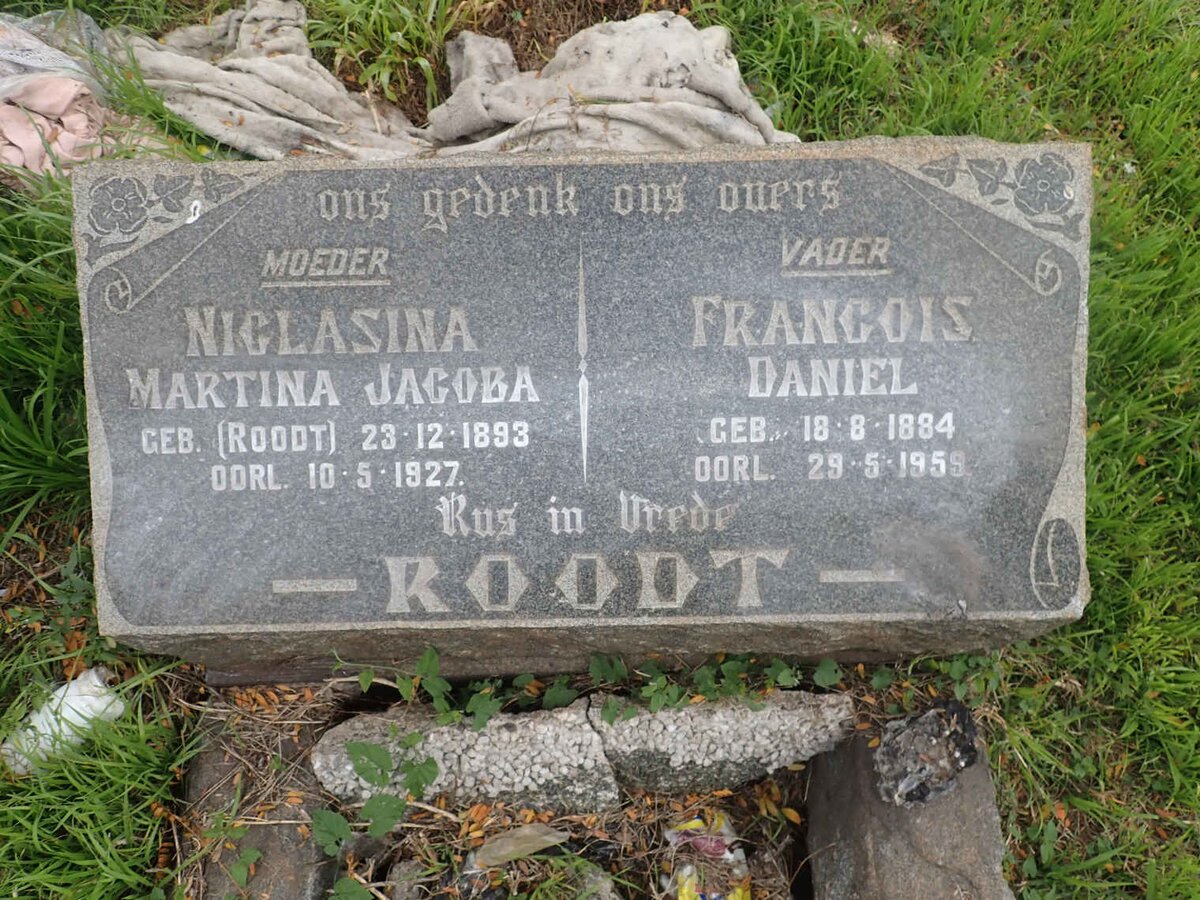 ons gedenk ons ouers
MOEDER
NICLASINA
MARTINA JACOBA
GEB. (ROODT) 23·12·1893
OORL. 10·5·1927.
VADER
FRANCOIS
DANIEL
GEB. 18·8·1884
OORL. 29·5·1959
Rus in Vrede
— ROODT —